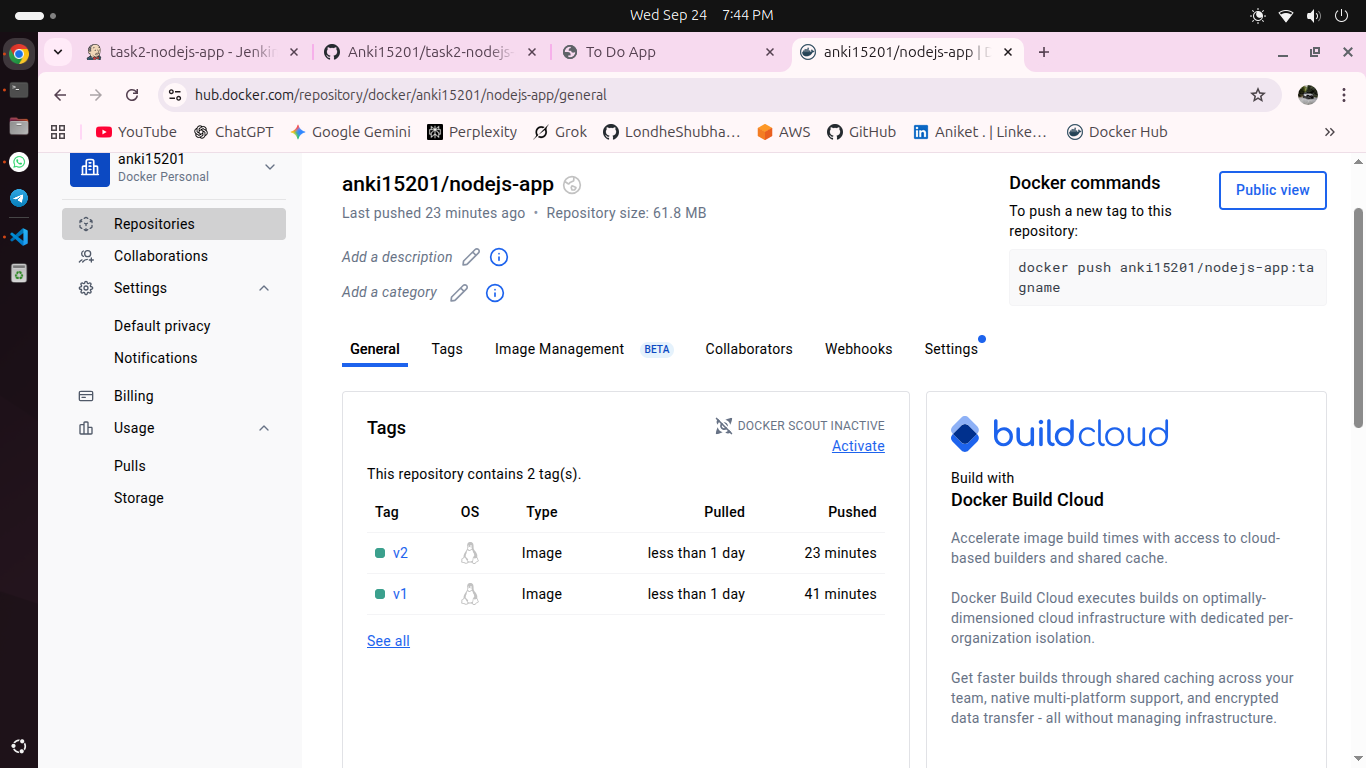 Wed Sep 24 7:44 PM
task2-nodejs-app - Jenki
Anki15201/task2-nodejs-
To Do App
anki15201/nodejs-app | D
hub.docker.com/repository/docker/anki15201/nodejs-app/general
YouTube
ChatGPT
Google Gemini
Perplexity
Grok
LondheShubha…
AWS
GitHub
Aniket . | Linke…
Docker Hub
anki15201
Docker Personal
Repositories
Collaborations
Settings
Default privacy
Notifications
Billing
Usage
Pulls
Storage
anki15201/nodejs-app
Last pushed 23 minutes ago • Repository size: 61.8 MB
Add a description
Add a category
Docker commands
Public view
To push a new tag to this
repository:
docker push anki15201/nodejs-app:ta
gname
General
Tags
Image Management
BETA
Collaborators
Webhooks
Settings
Tags
DOCKER SCOUT INACTIVE
Activate
This repository contains 2 tag(s).
Tag OS Type Pulled Pushed
v2 Image less than 1 day 23 minutes
v1 Image less than 1 day 41 minutes
See all
buildcloud
Build with
Docker Build Cloud
Accelerate image build times with access to cloud-
based builders and shared cache.
Docker Build Cloud executes builds on optimally-
dimensioned cloud infrastructure with dedicated per-
organization isolation.
Get faster builds through shared caching across your
team, native multi-platform support, and encrypted
data transfer - all without managing infrastructure.